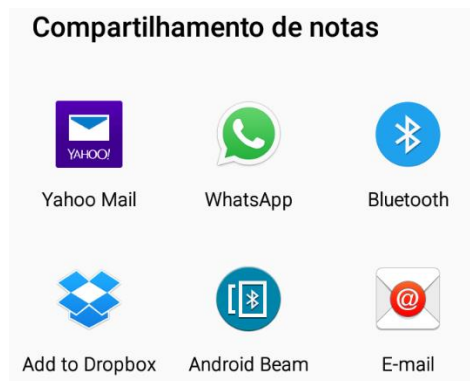 Compartilhamento de notas
YAHOO!
Yahoo Mail WhatsApp Bluetooth
@
Add to Dropbox Android Beam E-mail